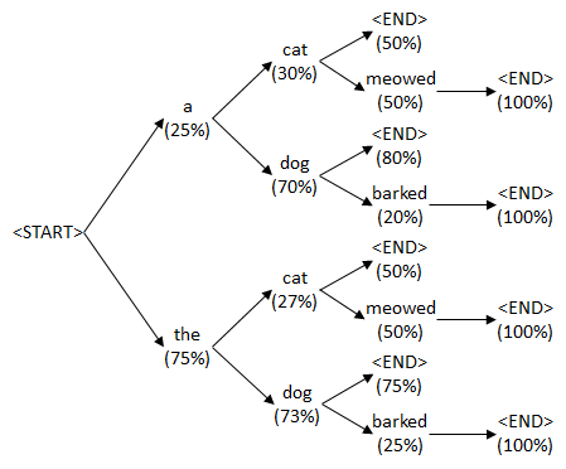 <START>
a
(25%)
the
(75%)
cat
(30%)
dog
(70%)
cat
(27%)
dog
(73%)
<END>
(50%)
meowed
(50%)
<END>
(100%)
<END>
(80%)
barked
(20%)
<END>
(100%)
<END>
(50%)
meowed
(50%)
<END>
(100%)
<END>
(75%)
barked
(25%)
<END>
(100%)